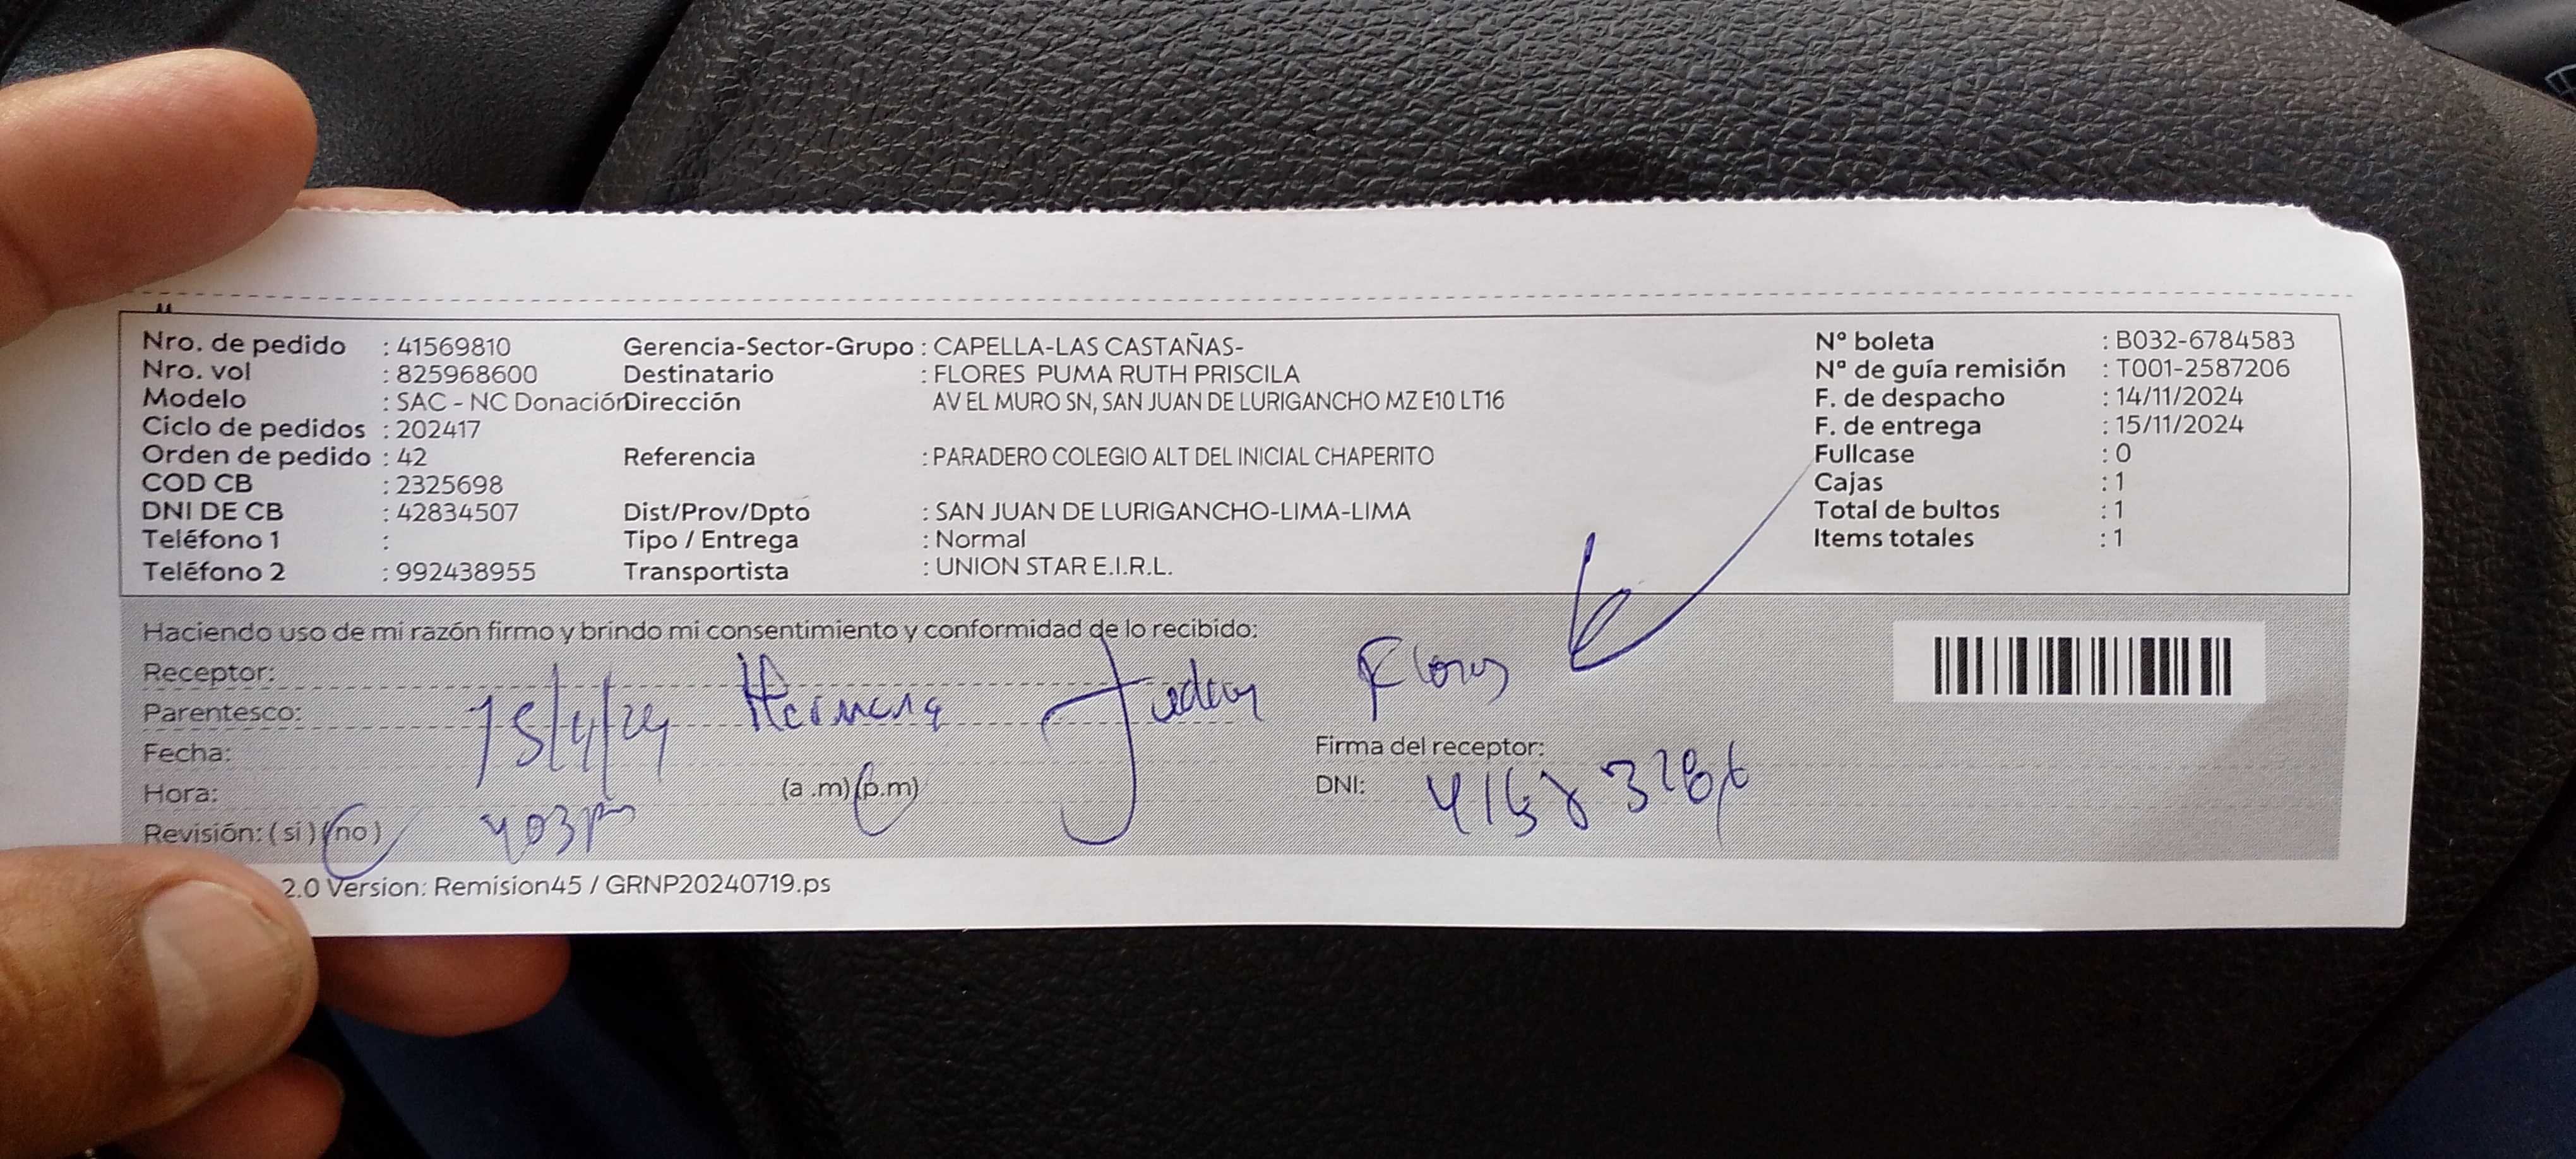 Nro. de pedido : 41569810
Nro. vol : 825968600
Modelo : SAC - NC Donación
Ciclo de pedidos : 202417
Orden de pedido : 42
COD CB : 2325698
DNI DE CB : 42834507
Teléfono 1 :
Teléfono 2 : 992438955
Gerencia-Sector-Grupo : CAPELLA-LAS CASTAÑAS-
Destinatario : FLORES PUMA RUTH PRISCILA
Dirección AV EL MURO SN, SAN JUAN DE LURIGANCHO MZ E10 LT16
Referencia : PARADERO COLEGIO ALT DEL INICIAL CHAPERITO
Dist/Prov/Dpto : SAN JUAN DE LURIGANCHO-LIMA-LIMA
Tipo / Entrega : Normal
Transportista : UNION STAR E.I.R.L.
Nº boleta : B032-6784583
Nº de guía remisión : T001-2587206
F. de despacho : 14/11/2024
F. de entrega : 15/11/2024
Fullcase : 0
Cajas : 1
Total de bultos : 1
Items totales : 1
Haciendo uso de mi razón firmo y brindo mi consentimiento y conformidad de lo recibido:
Receptor: Flores
Parentesco: Hermana
Fecha: 15/11/24
Hora: 403pm (a .m) (p.m)
Revisión: ( si ) (no)
Firma del receptor:
DNI:
2.0 Version: Remision45 / GRNP20240719.ps